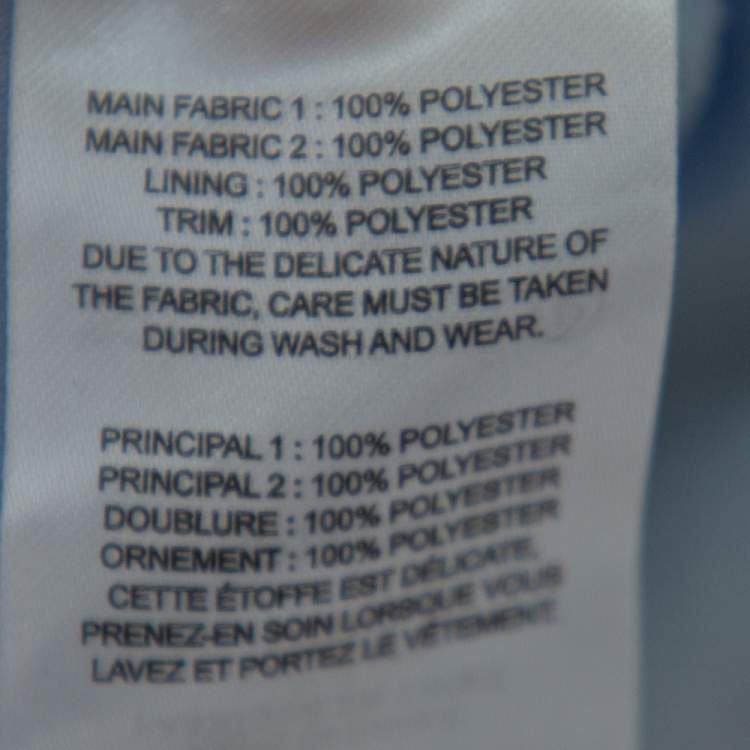 MAIN FABRIC 1 : 100% POLYESTER
MAIN FABRIC 2 : 100% POLYESTER
LINING : 100% POLYESTER
TRIM : 100% POLYESTER
DUE TO THE DELICATE NATURE OF
THE FABRIC, CARE MUST BE TAKEN
DURING WASH AND WEAR.
PRINCIPAL 1 : 100% POLYESTER
PRINCIPAL 2 : 100% POLYESTER
DOUBLURE : 100% POLYESTER
ORNEMENT : 100% POLYESTER
CETTE ÉTOFFE EST DÉLICATE,
PRENEZ-EN SOIN LORSQUE VOUS
LAVEZ ET PORTEZ LE VÊTEMENT.